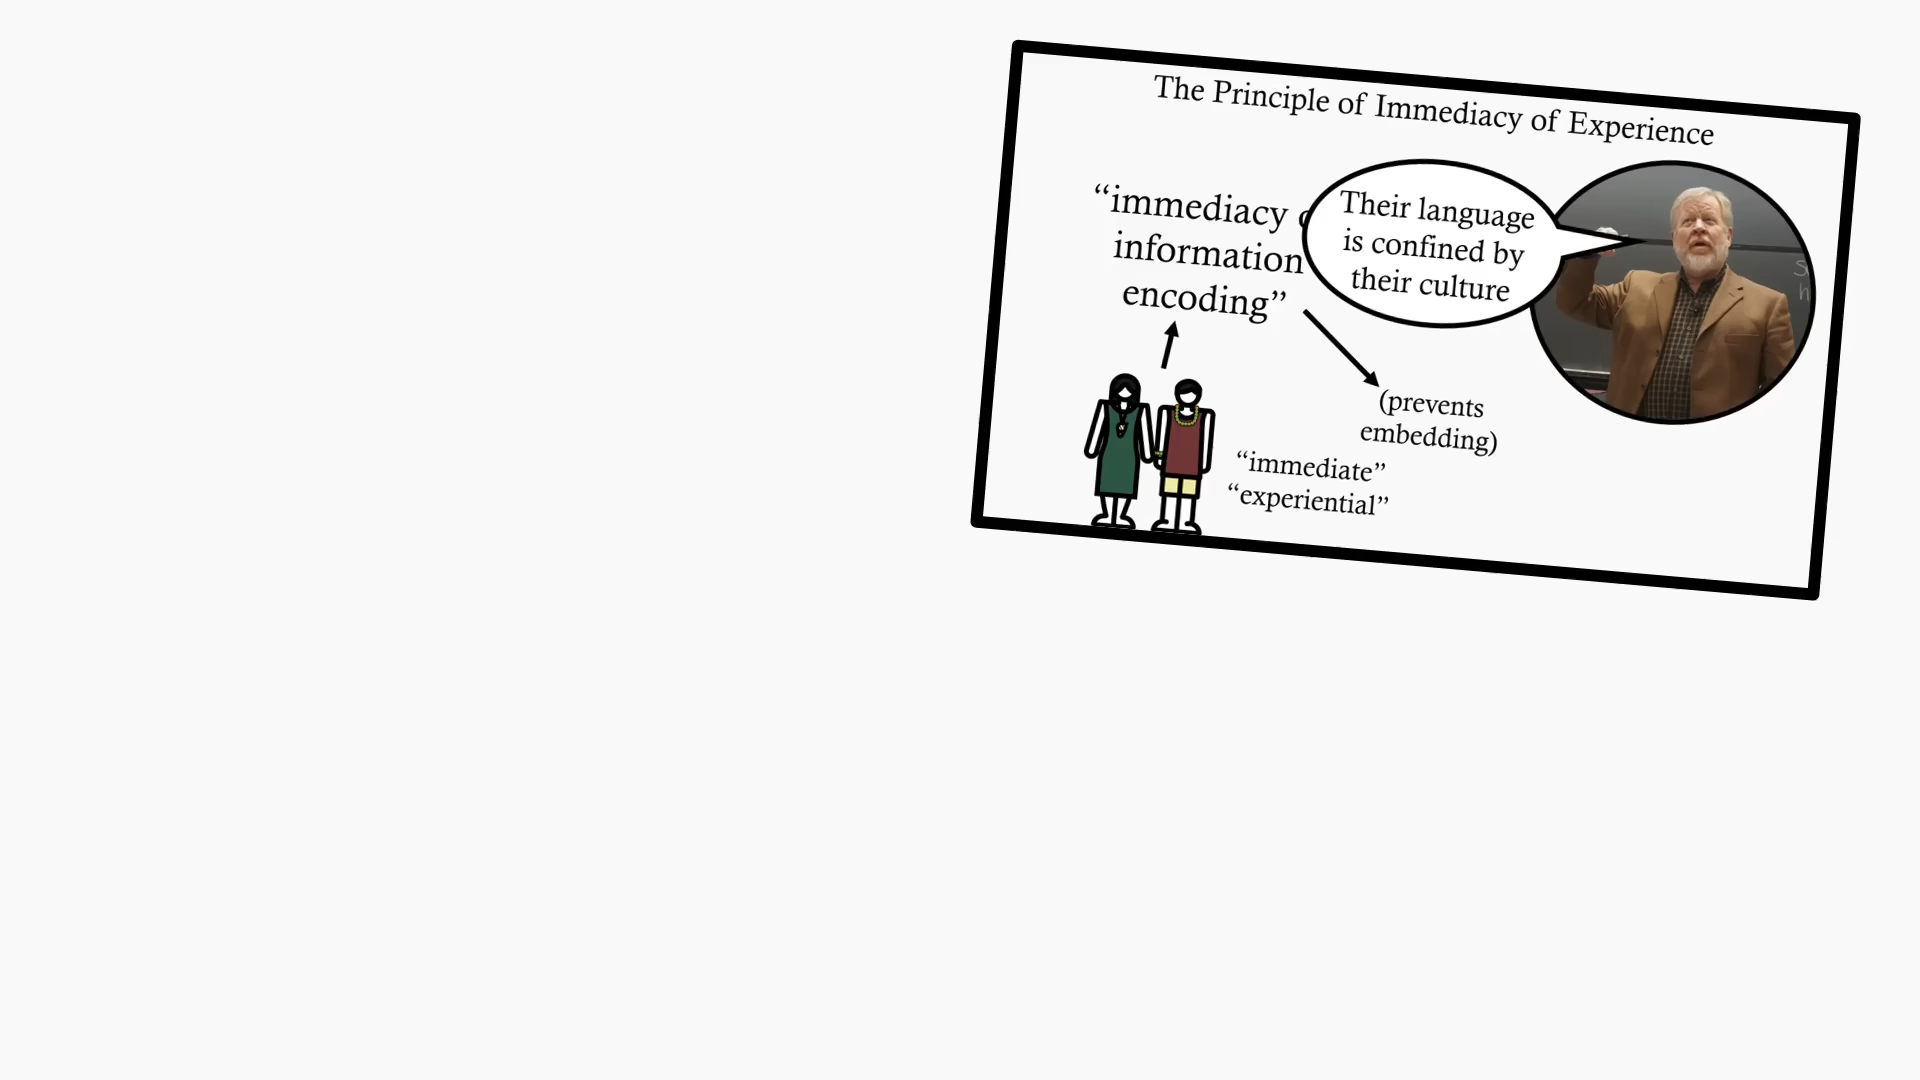 The Principle of Immediacy of Experience
“immediacy
information
encoding”
Their language
is confined by
their culture
(prevents
embedding)
“immediate”
“experiential”